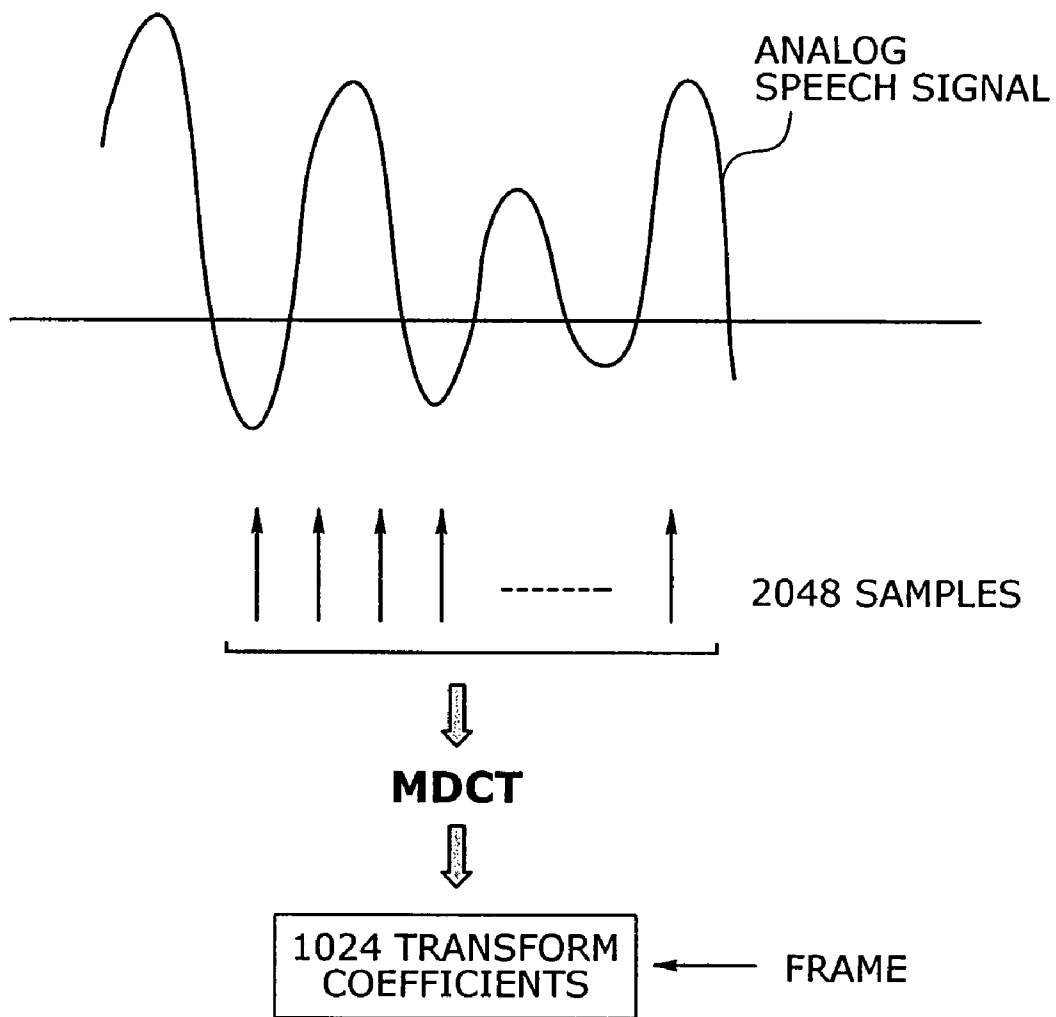 ANALOG
SPEECH SIGNAL
2048 SAMPLES
MDCT
1024 TRANSFORM
COEFFICIENTS
FRAME